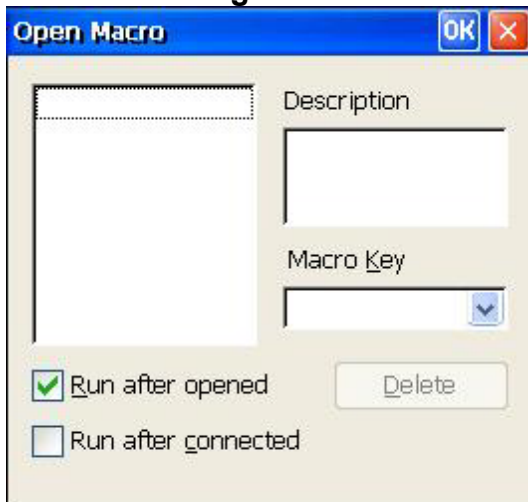 Open Macro OK
Description
Macro Key
Run after opened
Delete
Run after connected